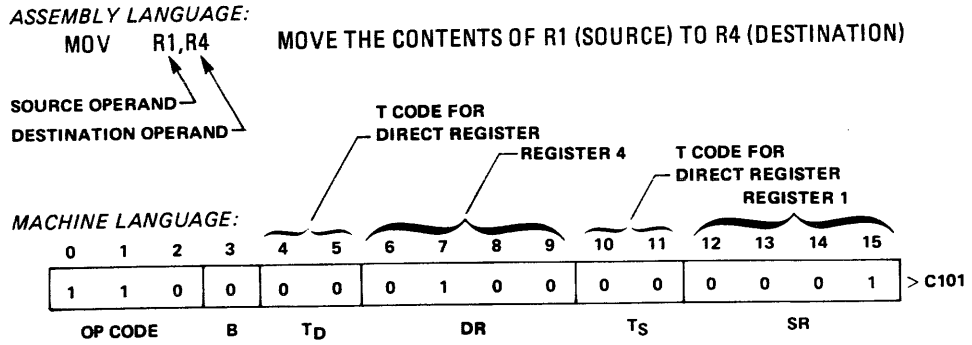 ASSEMBLY LANGUAGE:
MOV R1,R4 MOVE THE CONTENTS OF R1 (SOURCE) TO R4 (DESTINATION)
SOURCE OPERAND
DESTINATION OPERAND
T CODE FOR
DIRECT REGISTER
REGISTER 4
T CODE FOR
DIRECT REGISTER
REGISTER 1
MACHINE LANGUAGE:
0 1 2 3 4 5 6 7 8 9 10 11 12 13 14 15
1 1 0 0 0 0 0 1 0 0 0 0 0 0 0 1 > C101
OP CODE B TD DR TS SR